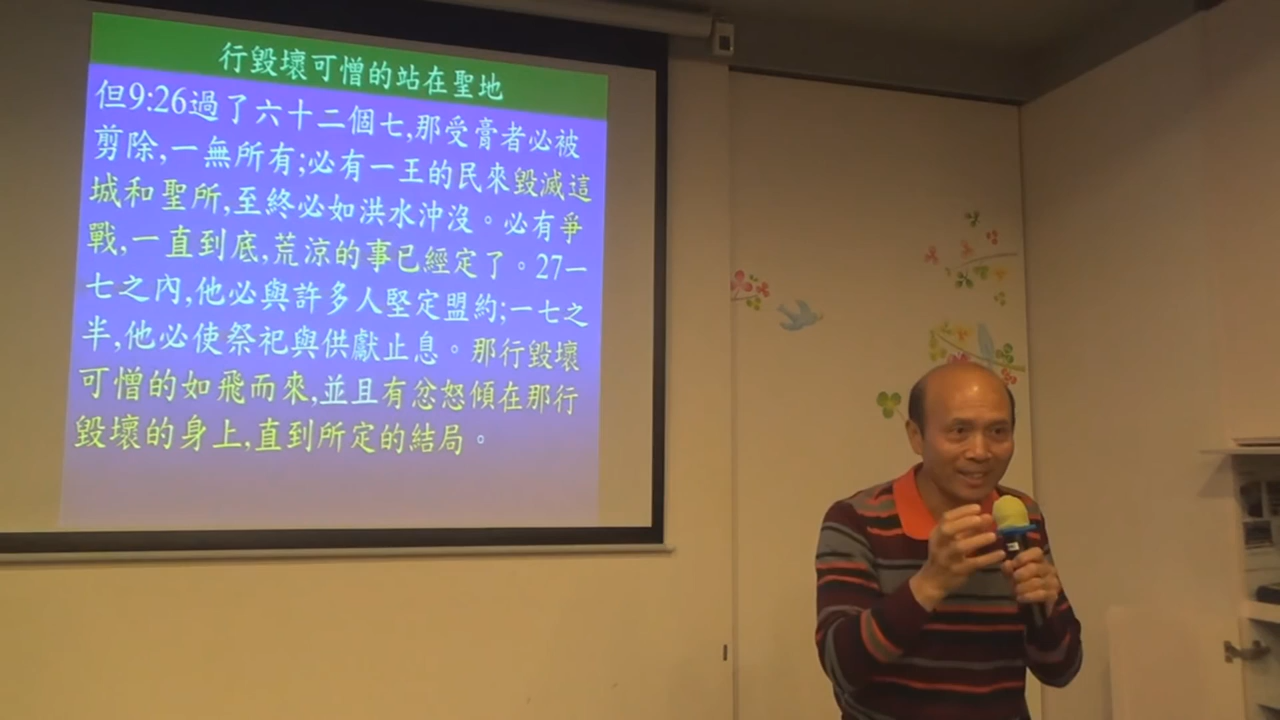 行毀壞可憎的站在聖地
但9:26過了六十二個七,那受膏者必被
剪除,一無所有;必有一王的民來毀滅這
城和聖所,至終必如洪水沖沒。必有爭
戰,一直到底,荒涼的事已經定了。27一
七之內,他必與許多人堅定盟約;一七之
半,他必使祭祀與供獻止息。那行毀壞
可憎的如飛而來,並且有忿怒傾在那行
毀壞的身上,直到所定的結局。